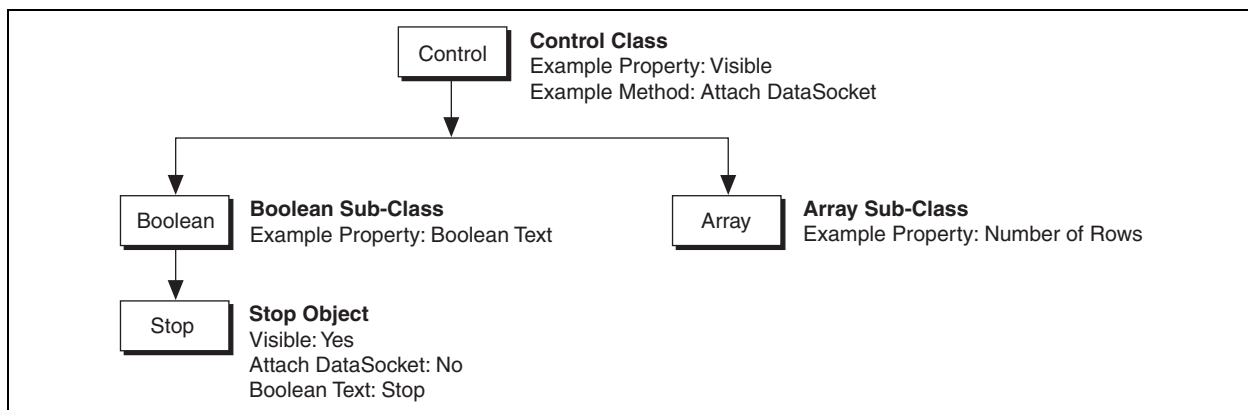 Control
Control Class
Example Property: Visible
Example Method: Attach DataSocket
Boolean
Boolean Sub-Class
Example Property: Boolean Text
Array
Array Sub-Class
Example Property: Number of Rows
Stop
Stop Object
Visible: Yes
Attach DataSocket: No
Boolean Text: Stop